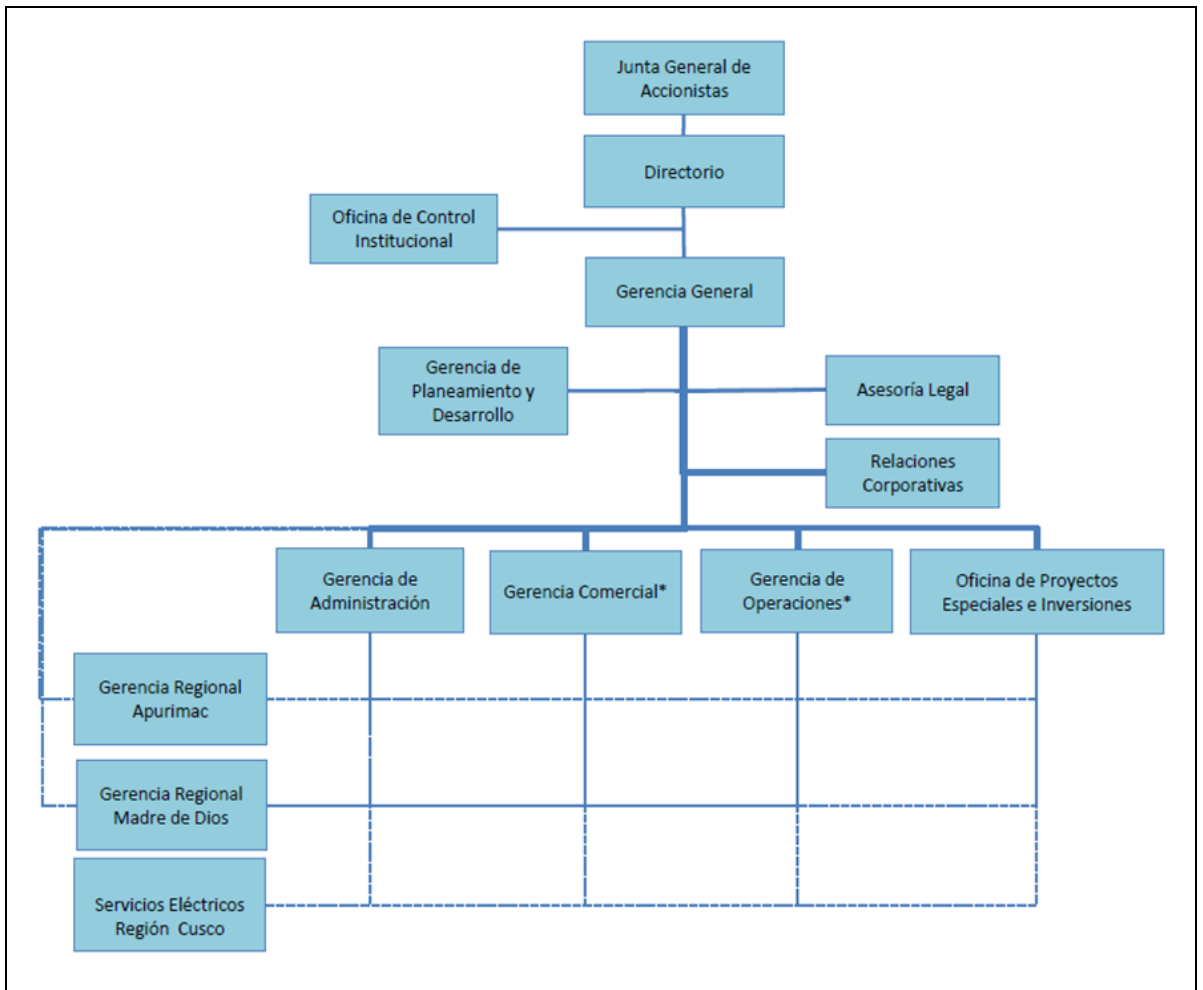 Junta General de
Accionistas
Directorio
Oficina de Control
Institucional
Gerencia General
Gerencia de
Planeamiento y
Desarrollo
Asesoría Legal
Relaciones
Corporativas
Gerencia de
Administración
Gerencia Comercial*
Gerencia de
Operaciones*
Oficina de Proyectos
Especiales e Inversiones
Gerencia Regional
Apurimac
Gerencia Regional
Madre de Dios
Servicios Eléctricos
Región Cusco